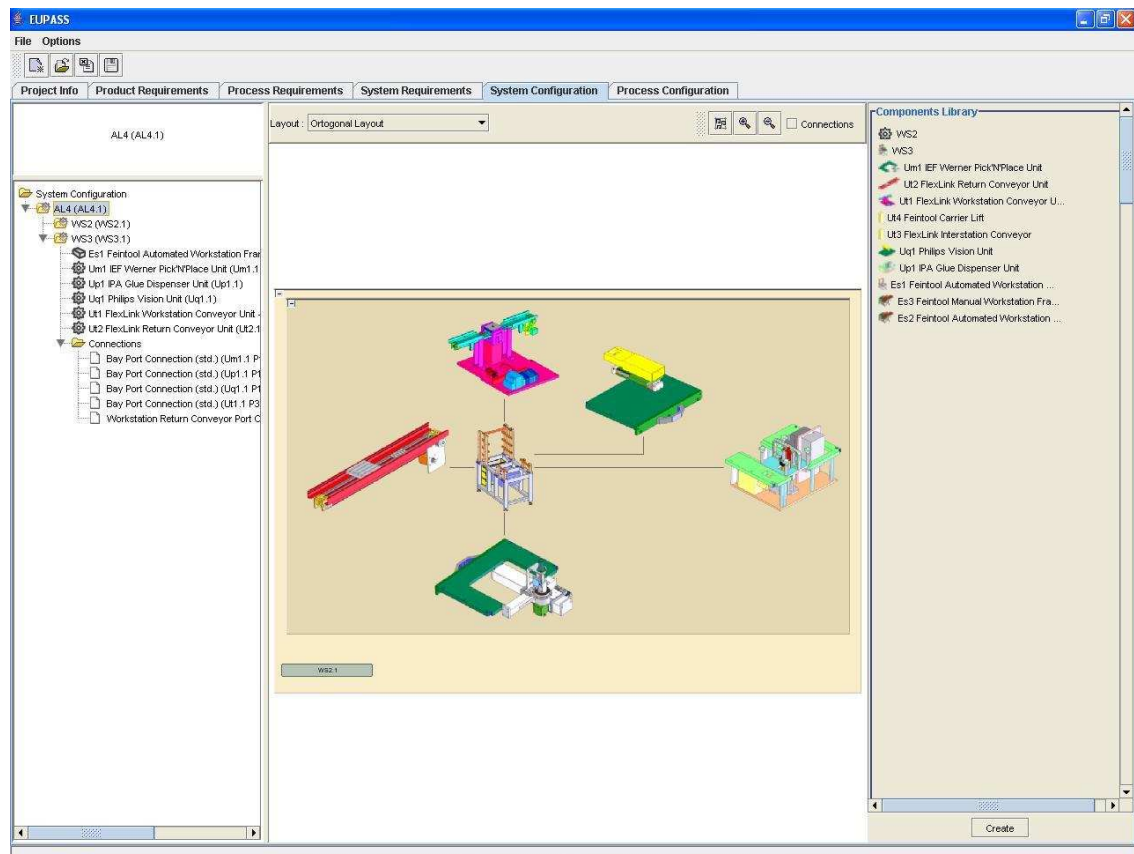 EUPASS
File Options
Project Info Product Requirements Process Requirements System Requirements System Configuration Process Configuration
AL4 (AL4.1)
System Configuration
AL4 (AL4.1)
WS2 (WS2.1)
WS3 (WS3.1)
Es1 Feintool Automated Workstation Frar
Um1 IEF Werner Pick'N'Place Unit (Um1.1
Up1 IPA Glue Dispenser Unit (Up1.1)
Uq1 Philips Vision Unit (Uq1.1)
Ut1 FlexLink Workstation Conveyor Unit -
Ut2 FlexLink Return Conveyor Unit (Ut2.1
Connections
Bay Port Connection (std.) (Um1.1 P
Bay Port Connection (std.) (Up1.1 P1
Bay Port Connection (std.) (Uq1.1 P1
Bay Port Connection (std.) (Ut1.1 P3
Workstation Return Conveyor Port C
Layout : Ortogonal Layout Connections
WS2.1
Components Library
WS2
WS3
Um1 IEF Werner Pick'N'Place Unit
Ut2 FlexLink Return Conveyor Unit
Ut1 FlexLink Workstation Conveyor U...
Ut4 Feintool Carrier Lift
Ut3 FlexLink Interstation Conveyor
Uq1 Philips Vision Unit
Up1 IPA Glue Dispenser Unit
Es1 Feintool Automated Workstation ...
Es3 Feintool Manual Workstation Fra...
Es2 Feintool Automated Workstation ...
Create